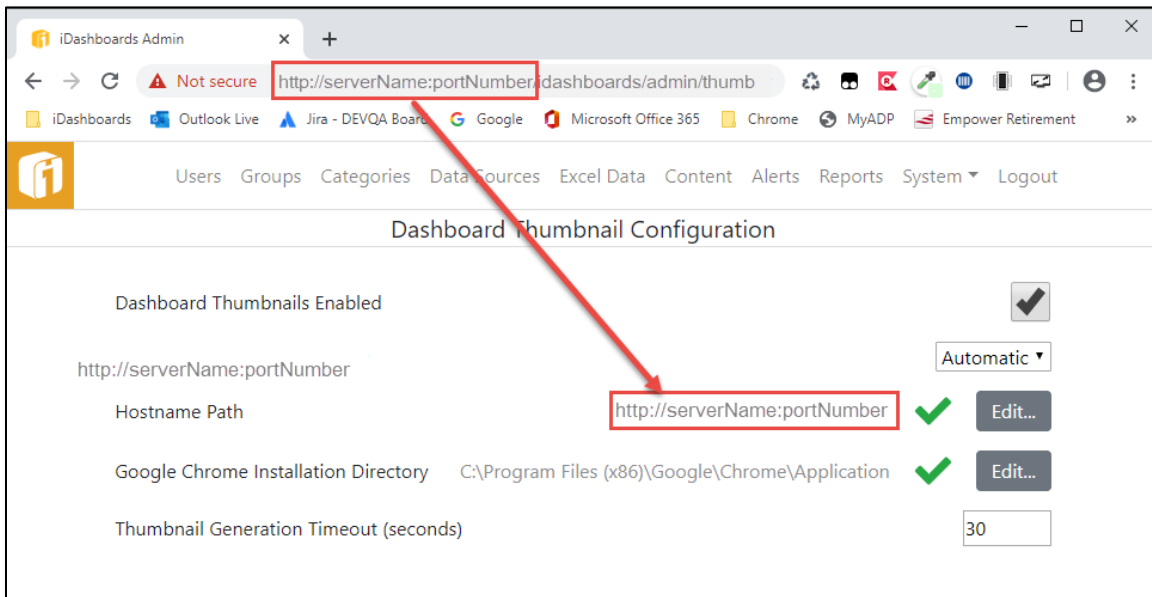 iDashboards Admin
Not secure http://serverName:portNumber/idashboards/admin/thumb
iDashboards Outlook Live Jira - DEVQA Board Google Microsoft Office 365 Chrome MyADP Empower Retirement »
Users Groups Categories Data Sources Excel Data Content Alerts Reports System Logout
Dashboard Thumbnail Configuration
Dashboard Thumbnails Enabled
http://serverName:portNumber Automatic
Hostname Path http://serverName:portNumber Edit...
Google Chrome Installation Directory C:\Program Files (x86)\Google\Chrome\Application Edit...
Thumbnail Generation Timeout (seconds) 30